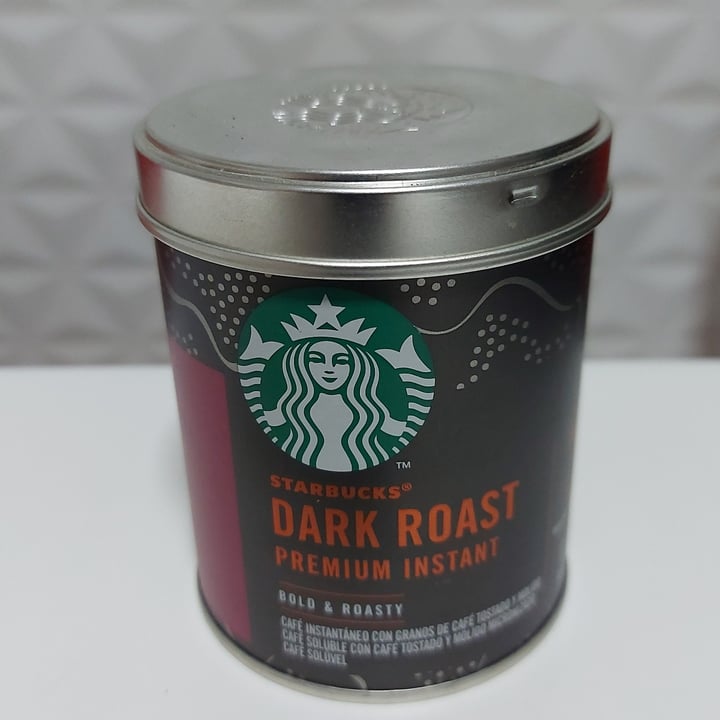 TM
STARBUCKS®
DARK ROAST
PREMIUM INSTANT
BOLD & ROASTY
CAFÉ INSTANTÁNEO CON GRANOS DE CAFÉ TOSTADO Y MOLIDO
CAFÉ SOLUBLE CON CAFÉ TOSTADO Y MOLIDO MICRONIZADO
CAFÉ SOLÚVEL